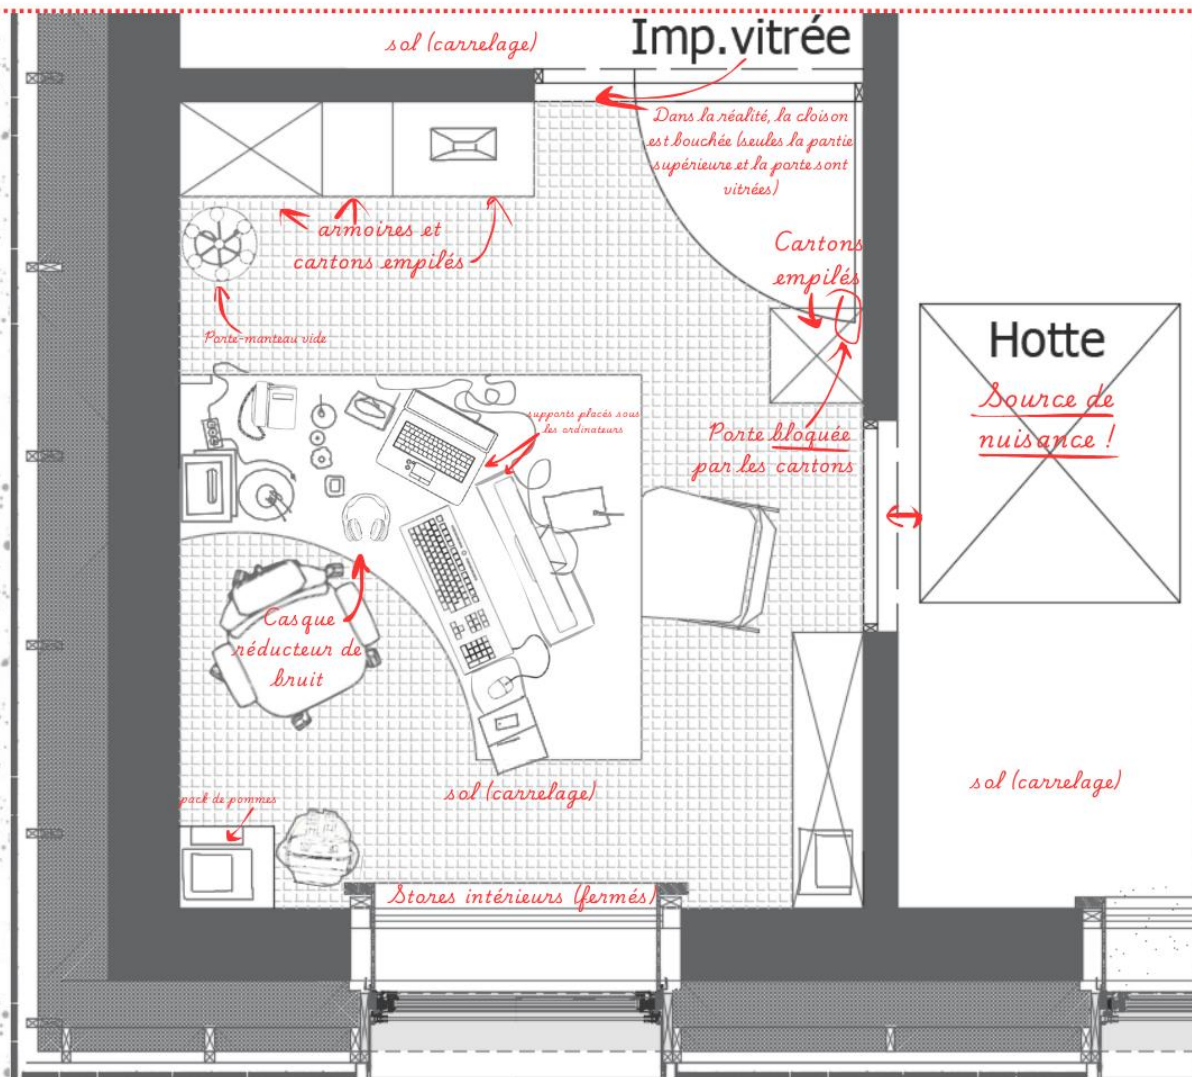 sol (carrelage)
Imp.vitrée
Dans la réalité, la cloison
est bouchée (seules la partie
supérieure et la porte sont
vitrées)
armoires et
cartons empilés
Cartons
empilés
Porte-manteau vide
Hotte
Source de
nuisance !
supports placés sous
les ordinateurs
Porte bloquée
par les cartons
Casque
réducteur de
bruit
sol (carrelage)
sol (carrelage)
pack de pommes
Stores intérieurs (fermés)